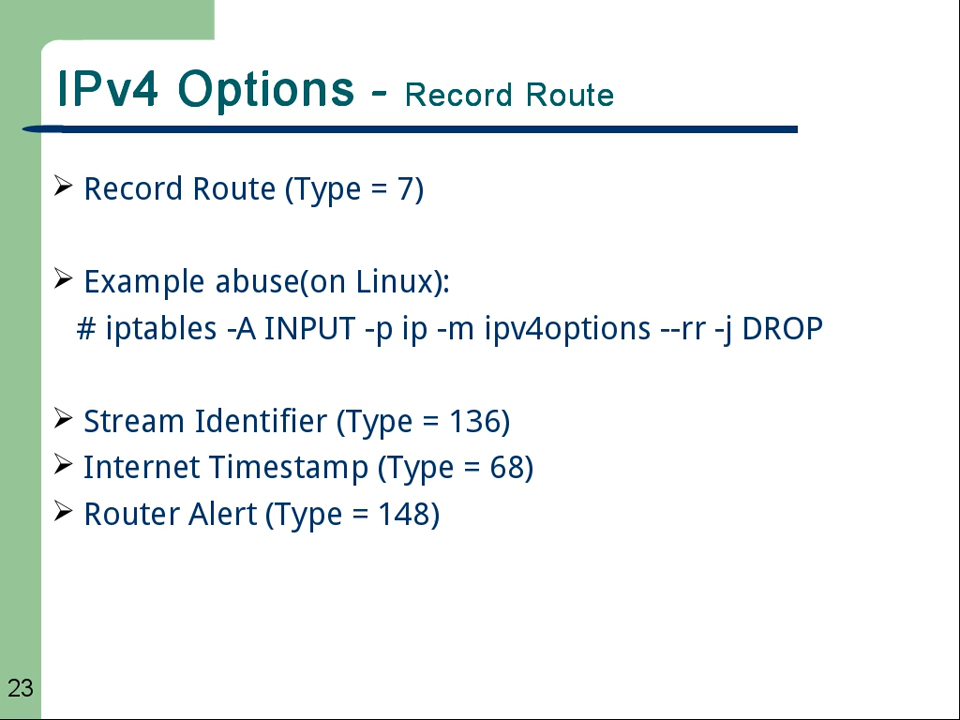 IPv4 Options - Record Route
Record Route (Type = 7)
Example abuse(on Linux):
# iptables -A INPUT -p ip -m ipv4options --rr -j DROP
Stream Identifier (Type = 136)
Internet Timestamp (Type = 68)
Router Alert (Type = 148)
23